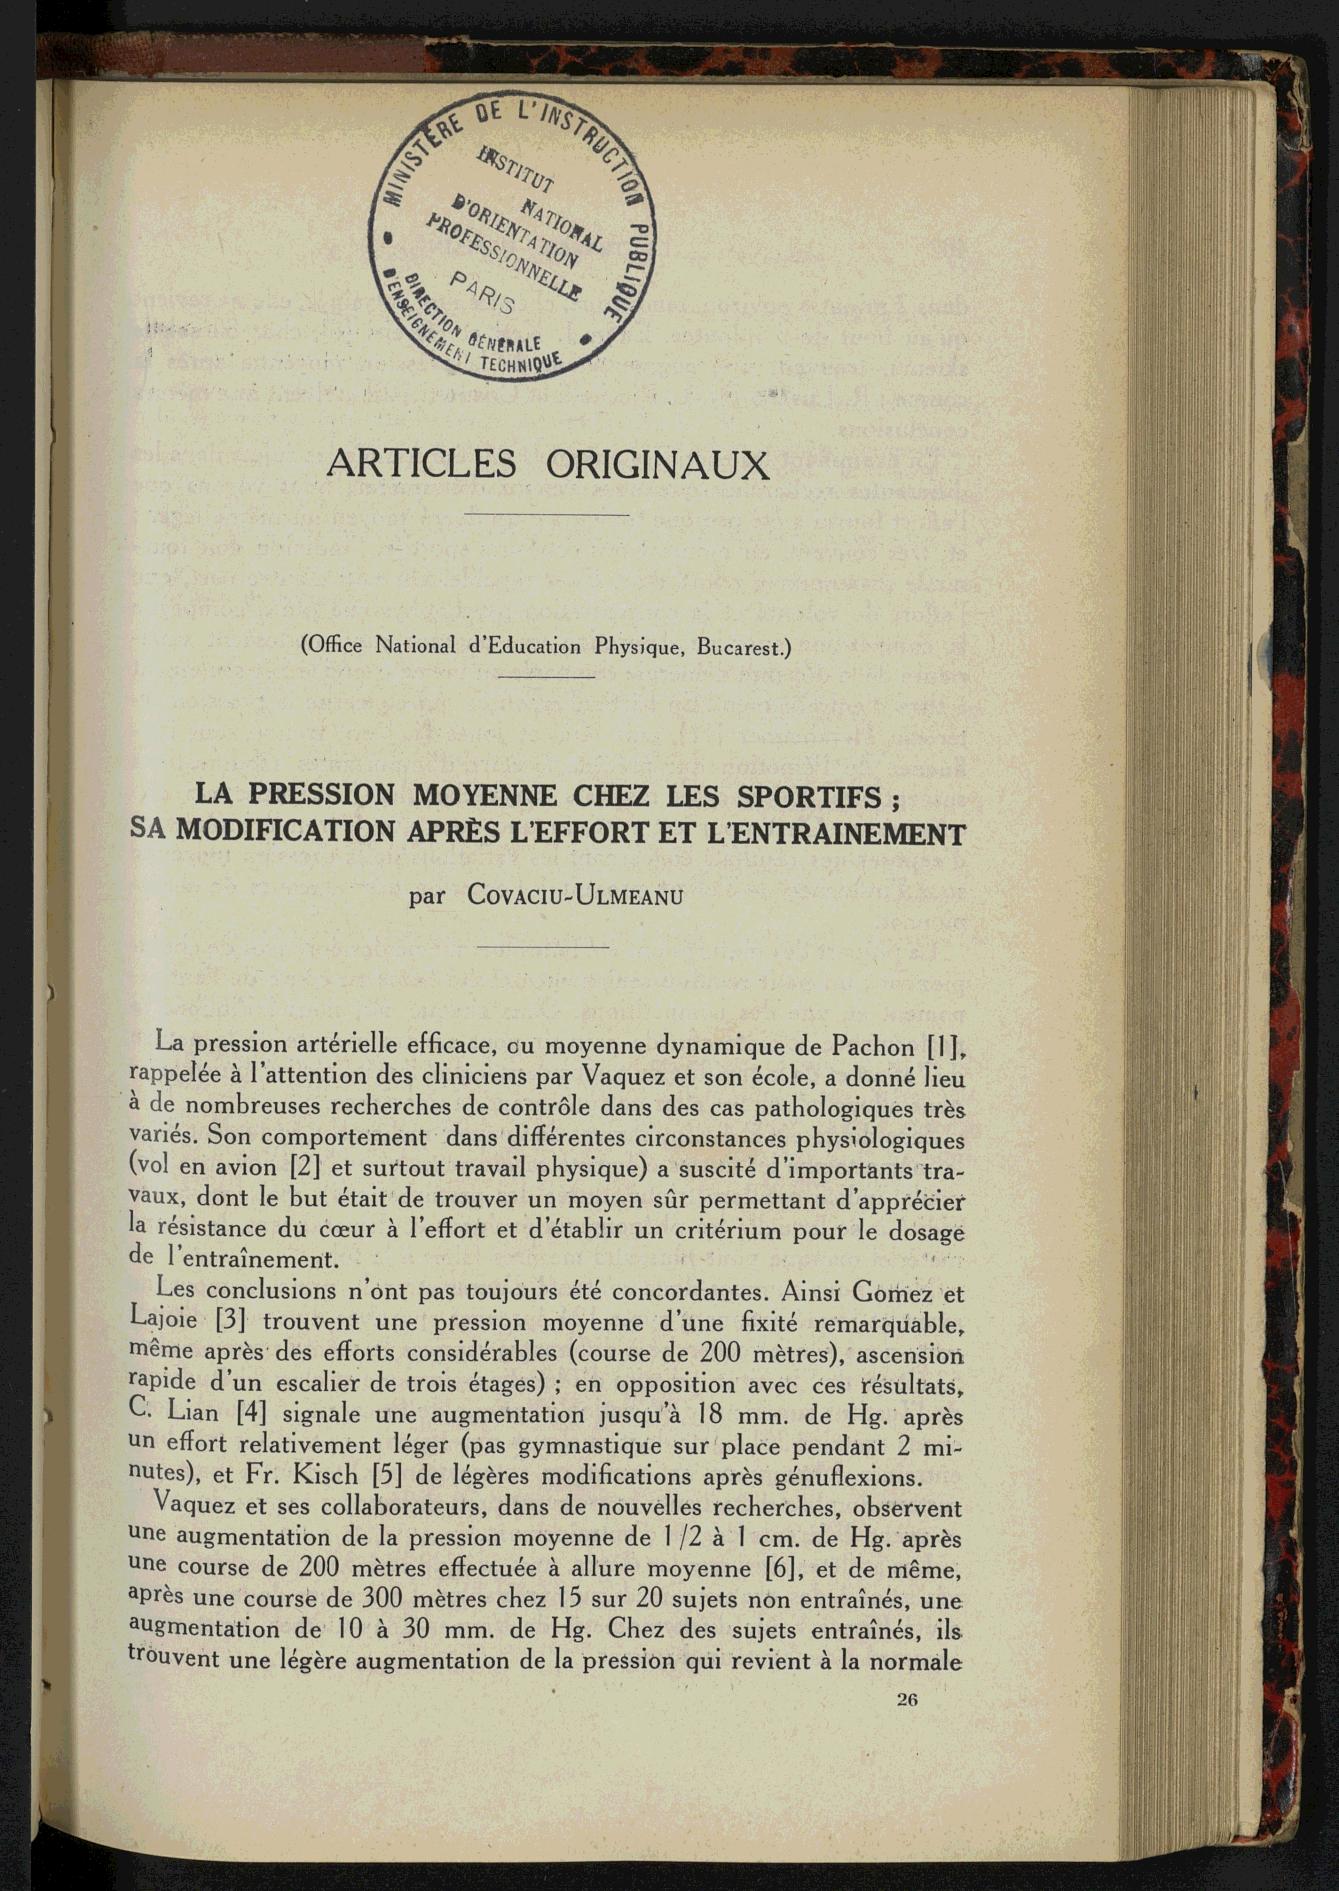 MINISTÈRE DE L'INSTRUCTION PUBLIQUE
INSTITUT
NATIONAL
D'ORIENTATION
PROFESSIONNELLE
PARIS
DIRECTION GÉNÉRALE
D'ENSEIGNEMENT TECHNIQUE
ARTICLES ORIGINAUX
(Office National d'Education Physique, Bucarest.)
LA PRESSION MOYENNE CHEZ LES SPORTIFS ;
SA MODIFICATION APRÈS L'EFFORT ET L'ENTRAINEMENT
par COVACIU-ULMEANU
La pression artérielle efficace, ou moyenne dynamique de Pachon [1],
rappelée à l'attention des cliniciens par Vaquez et son école, a donné lieu
à de nombreuses recherches de contrôle dans des cas pathologiques très
variés. Son comportement dans différentes circonstances physiologiques
(vol en avion [2] et surtout travail physique) a suscité d'importants tra-
vaux, dont le but était de trouver un moyen sûr permettant d'apprécier
la résistance du cœur à l'effort et d'établir un critérium pour le dosage
de l'entraînement.
Les conclusions n'ont pas toujours été concordantes. Ainsi Gomez et
Lajoie [3] trouvent une pression moyenne d'une fixité remarquable,
même après des efforts considérables (course de 200 mètres), ascension
rapide d'un escalier de trois étages) ; en opposition avec ces résultats,
C. Lian [4] signale une augmentation jusqu'à 18 mm. de Hg. après
un effort relativement léger (pas gymnastique sur place pendant 2 mi-
nutes), et Fr. Kisch [5] de légères modifications après génuflexions.
Vaquez et ses collaborateurs, dans de nouvelles recherches, observent
une augmentation de la pression moyenne de 1/2 à 1 cm. de Hg. après
une course de 200 mètres effectuée à allure moyenne [6], et de même,
après une course de 300 mètres chez 15 sur 20 sujets non entraînés, une
augmentation de 10 à 30 mm. de Hg. Chez des sujets entraînés, ils
trouvent une légère augmentation de la pression qui revient à la normale
26